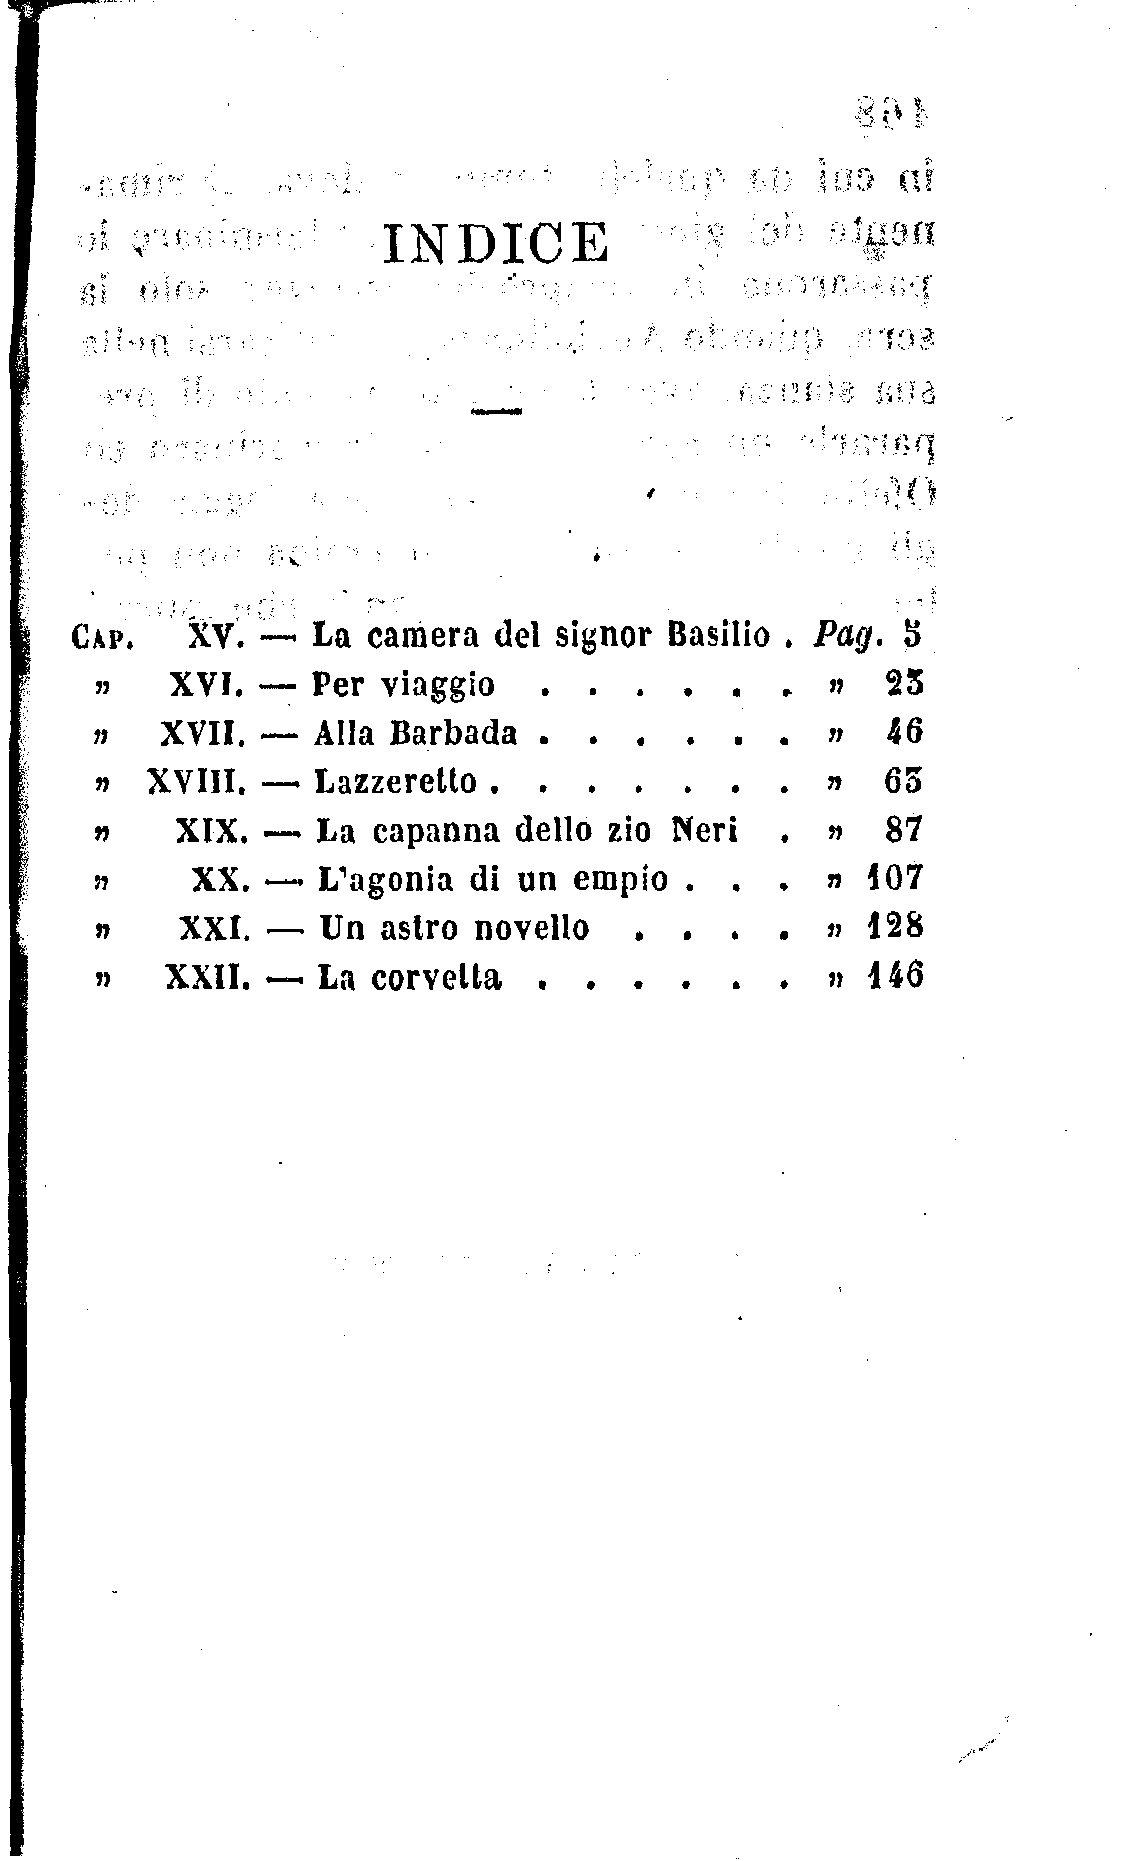 INDICE
CAP. XV. — La camera del signor Basilio . Pag. 5
" XVI. — Per viaggio . . . . . . " 23
" XVII. — Alla Barbada . . . . . . " 46
" XVIII. — Lazzeretto . . . . . . . " 63
" XIX. — La capanna dello zio Neri . " 87
" XX. — L'agonia di un empio . . . " 107
" XXI. — Un astro novello . . . . " 128
" XXII. — La corvetta . . . . . . " 146